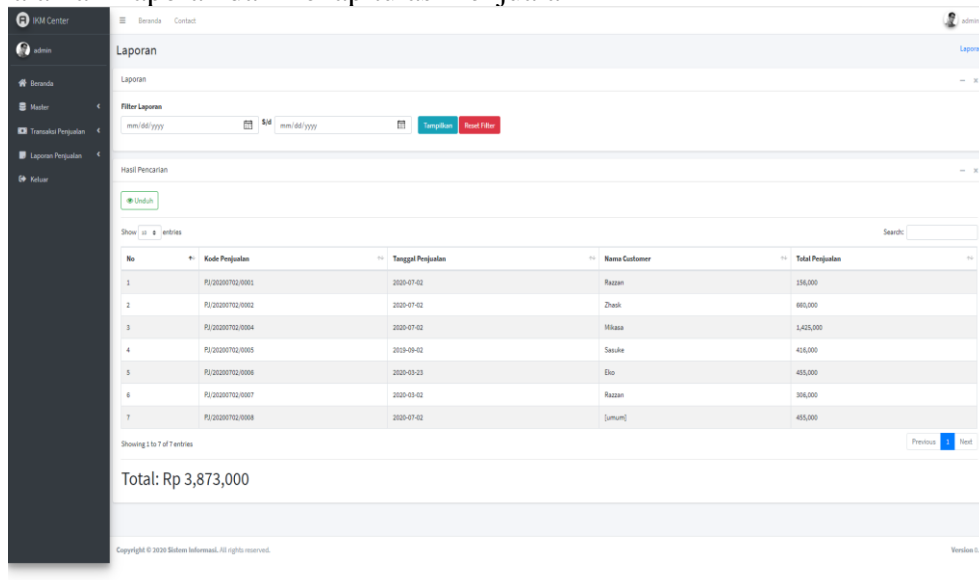 IKM Center
Beranda Contact
admin
admin
Laporan
Beranda
Master
Transaksi Penjualan
Laporan Penjualan
Keluar
Laporan
Filter Laporan
mm/dd/yyyy S/d mm/dd/yyyy Tampilkan Reset Filter
Hasil Pencarian
Unduh
Show entries Search:
No Kode Penjualan Tanggal Penjualan Nama Customer Total Penjualan
1 PJ/20200702/0001 2020-07-02 Razzan 156,000
2 PJ/20200702/0002 2020-07-02 Zhask 660,000
3 PJ/20200702/0004 2020-07-02 Mikasa 1,425,000
4 PJ/20200702/0005 2019-09-02 Sasuke 416,000
5 PJ/20200702/0006 2020-03-23 Eko 455,000
6 PJ/20200702/0007 2020-03-02 Razzan 306,000
7 PJ/20200702/0008 2020-07-02 [umum] 455,000
Showing 1 to 7 of 7 entries Previous 1 Next
Total: Rp 3,873,000
Copyright © 2020 Sistem Informasi. All rights reserved. Version